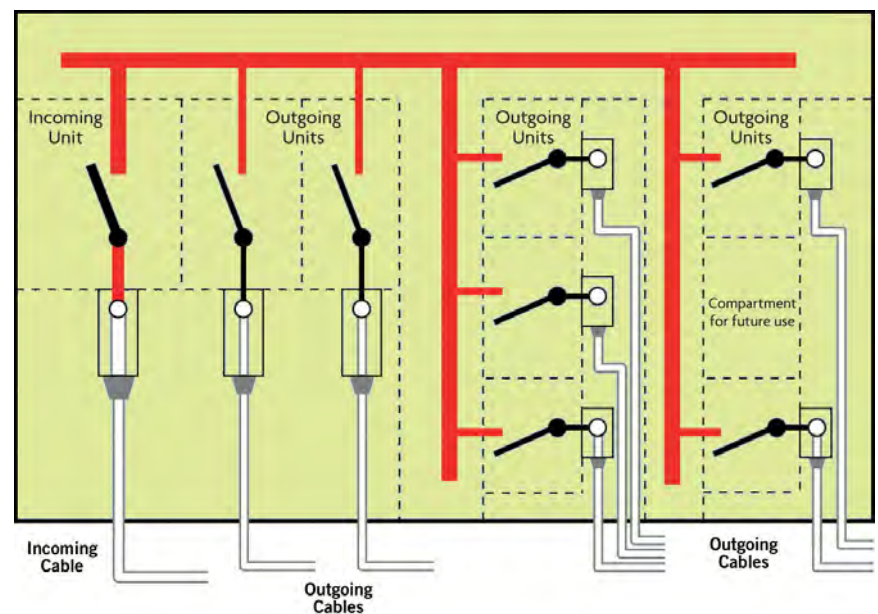 Incoming
Unit
Outgoing
Units
Outgoing
Units
Outgoing
Units
Compartment
for future use
Incoming
Cable
Outgoing
Cables
Outgoing
Cables